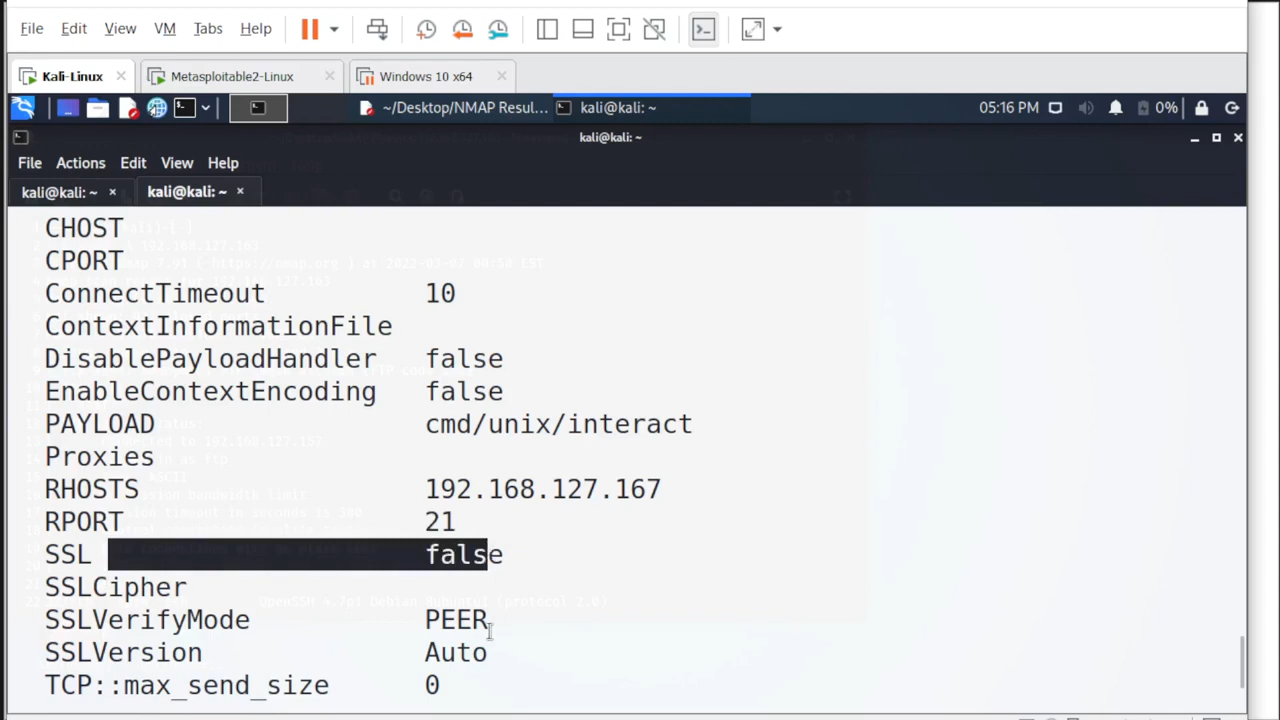 File Edit View VM Tabs Help
Kali-Linux × Metasploitable2-Linux × Windows 10 x64 ×
~/Desktop/NMAP Resul... kali@kali: ~ 05:16 PM 0%
kali@kali: ~
File Actions Edit View Help
kali@kali: ~ × kali@kali: ~ ×
CHOST
CPORT
ConnectTimeout 10
ContextInformationFile
DisablePayloadHandler false
EnableContextEncoding false
PAYLOAD cmd/unix/interact
Proxies
RHOSTS 192.168.127.167
RPORT 21
SSL false
SSLCipher
SSLVerifyMode PEER
SSLVersion Auto
TCP::max_send_size 0